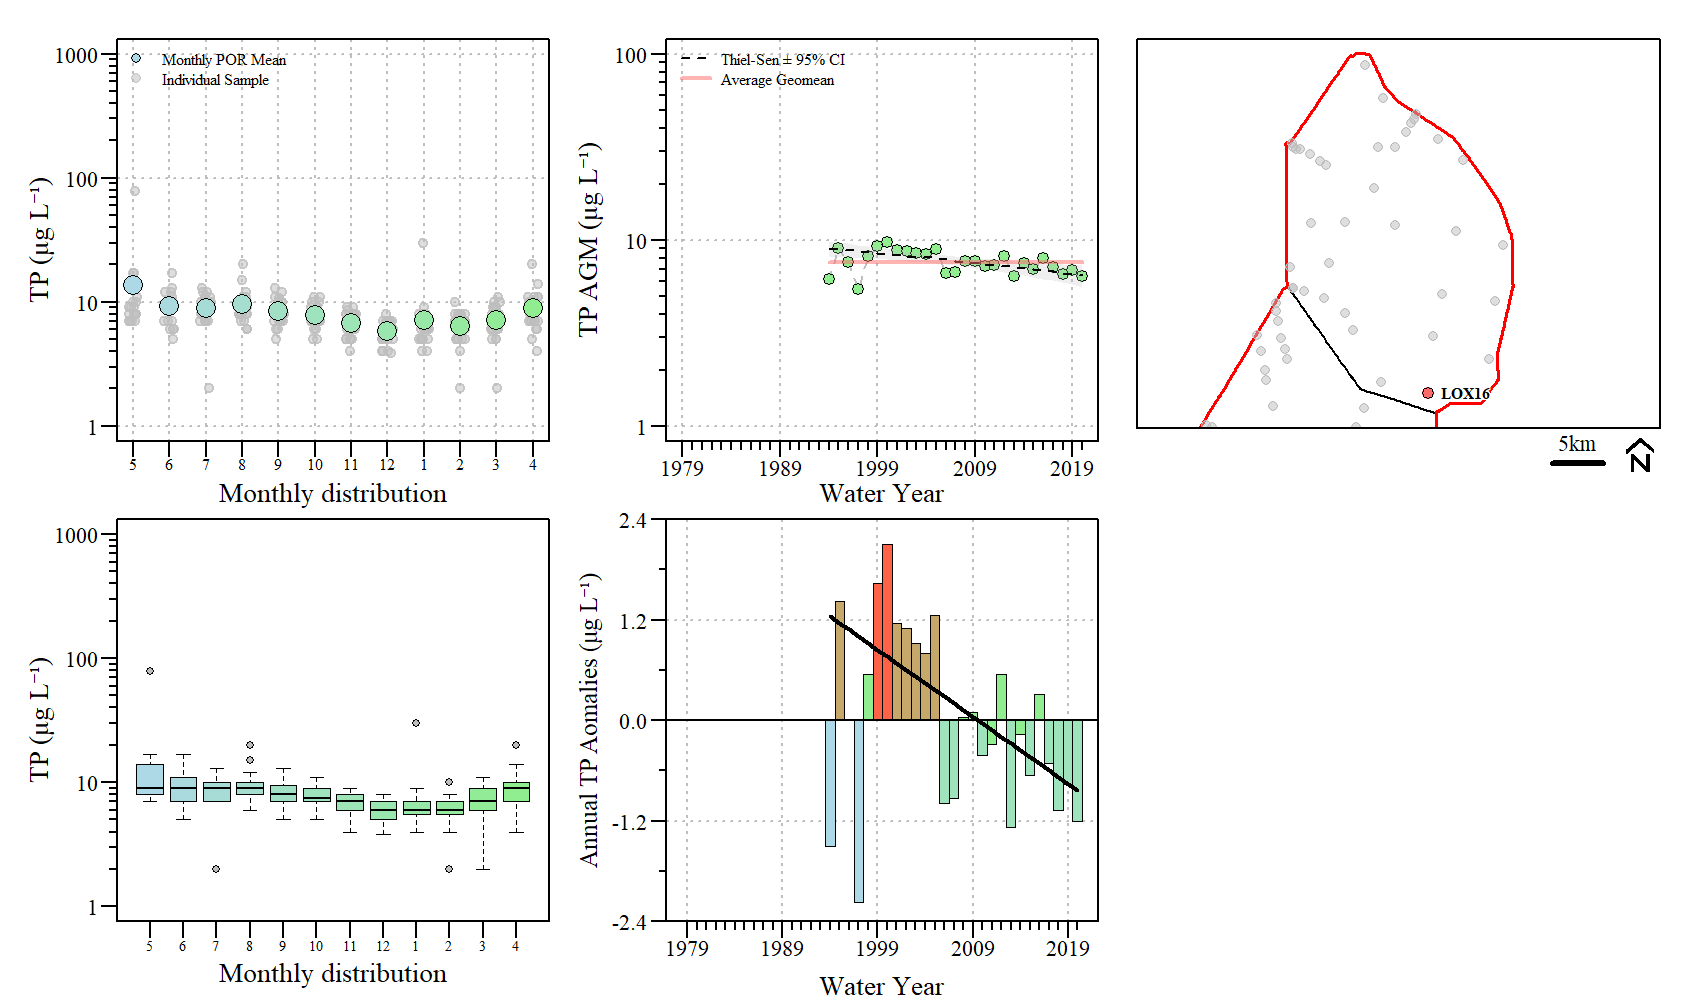 1000
100
10
1
TP (µg L⁻¹)
Monthly POR Mean
Individual Sample
5 6 7 8 9 10 11 12 1 2 3 4
Monthly distribution
100
10
1
TP AGM (µg L⁻¹)
Thiel-Sen ± 95% CI
Average Geomean
1979 1989 1999 2009 2019
Water Year
LOX16
5km
N
1000
100
10
1
TP (µg L⁻¹)
5 6 7 8 9 10 11 12 1 2 3 4
Monthly distribution
2.4
1.2
0.0
-1.2
-2.4
Annual TP Aomalies (µg L⁻¹)
1979 1989 1999 2009 2019
Water Year